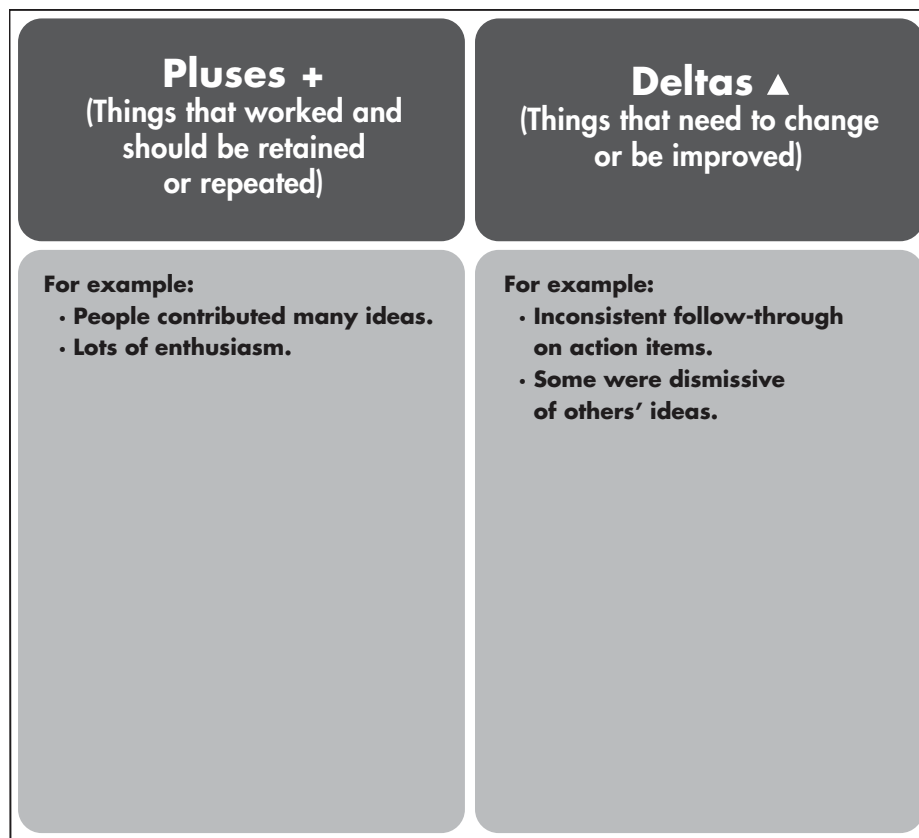 Pluses +
(Things that worked and
should be retained
or repeated)
Deltas ▲
(Things that need to change
or be improved)
For example:
· People contributed many ideas.
· Lots of enthusiasm.
For example:
· Inconsistent follow-through
on action items.
· Some were dismissive
of others’ ideas.